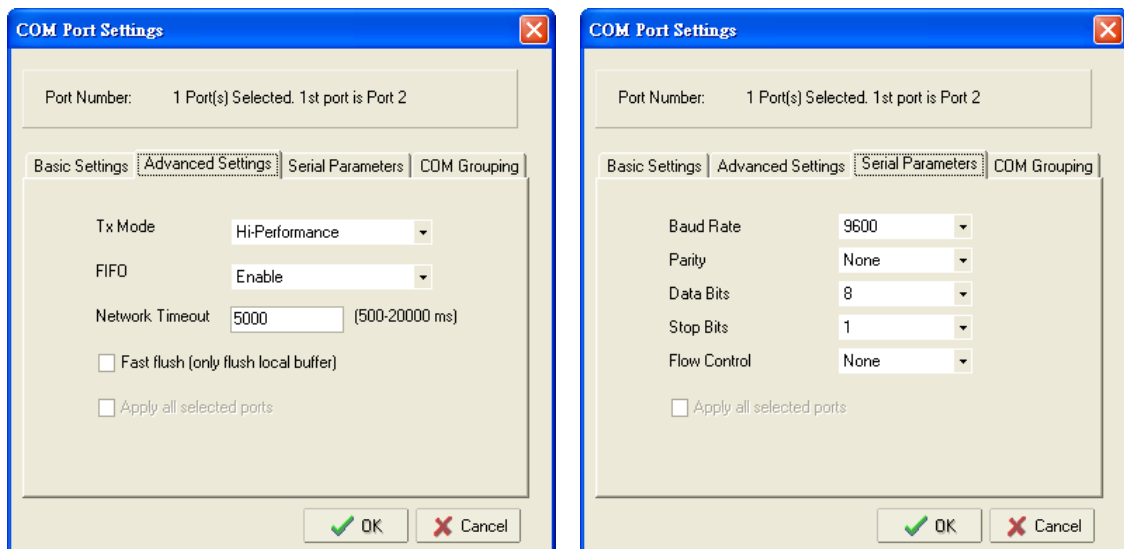 COM Port Settings
Port Number: 1 Port(s) Selected. 1st port is Port 2
Basic Settings Advanced Settings Serial Parameters COM Grouping
Tx Mode Hi-Performance
FIFO Enable
Network Timeout 5000 (500-20000 ms)
Fast flush (only flush local buffer)
Apply all selected ports
OK Cancel
COM Port Settings
Port Number: 1 Port(s) Selected. 1st port is Port 2
Basic Settings Advanced Settings Serial Parameters COM Grouping
Baud Rate 9600
Parity None
Data Bits 8
Stop Bits 1
Flow Control None
Apply all selected ports
OK Cancel